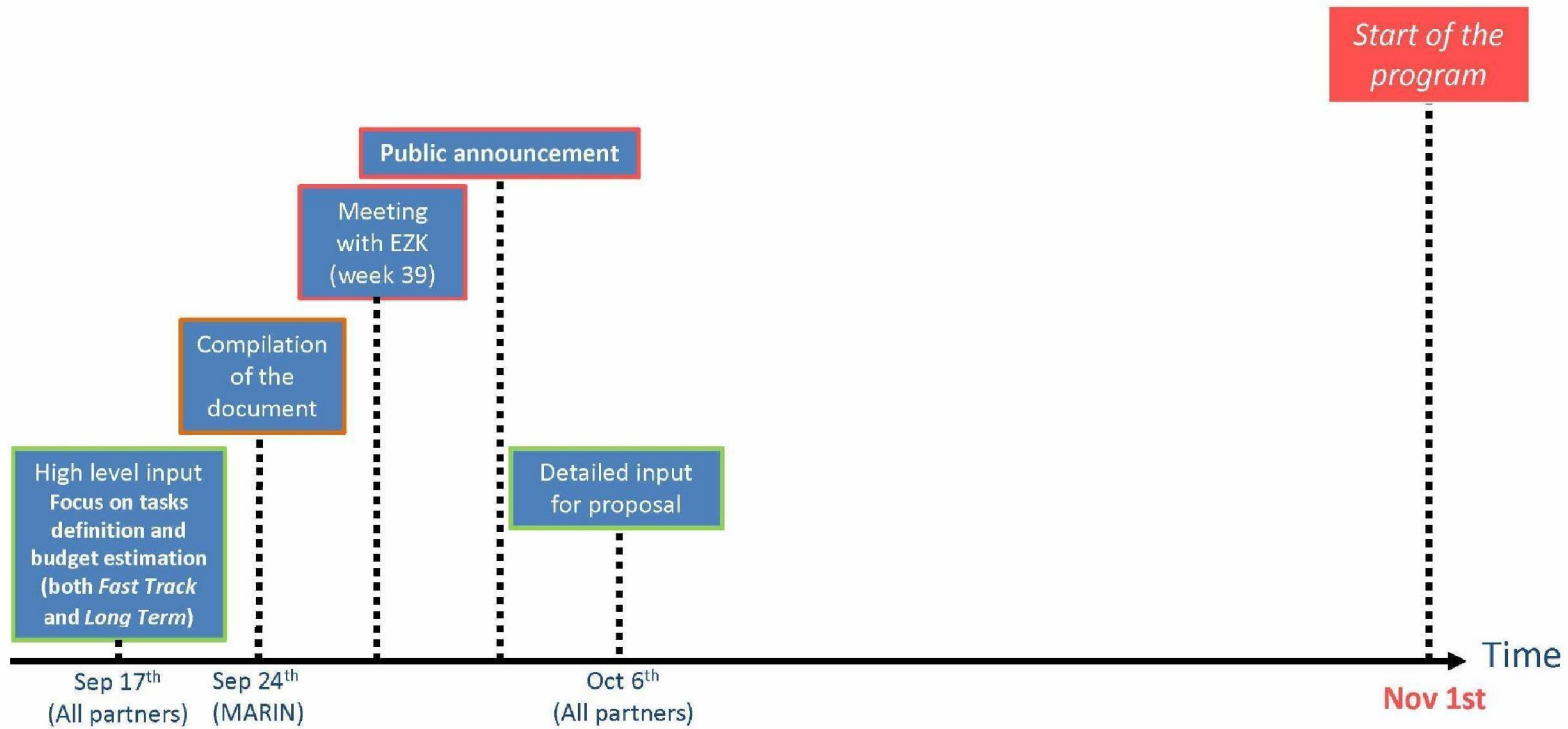 Start of the
program
Public announcement
Meeting
with EZK
(week 39)
Compilation
of the
document
High level input
Focus on tasks
definition and
budget estimation
(both Fast Track
and Long Term)
Detailed input
for proposal
Time
Sep 17th
(All partners)
Sep 24th
(MARIN)
Oct 6th
(All partners)
Nov 1st